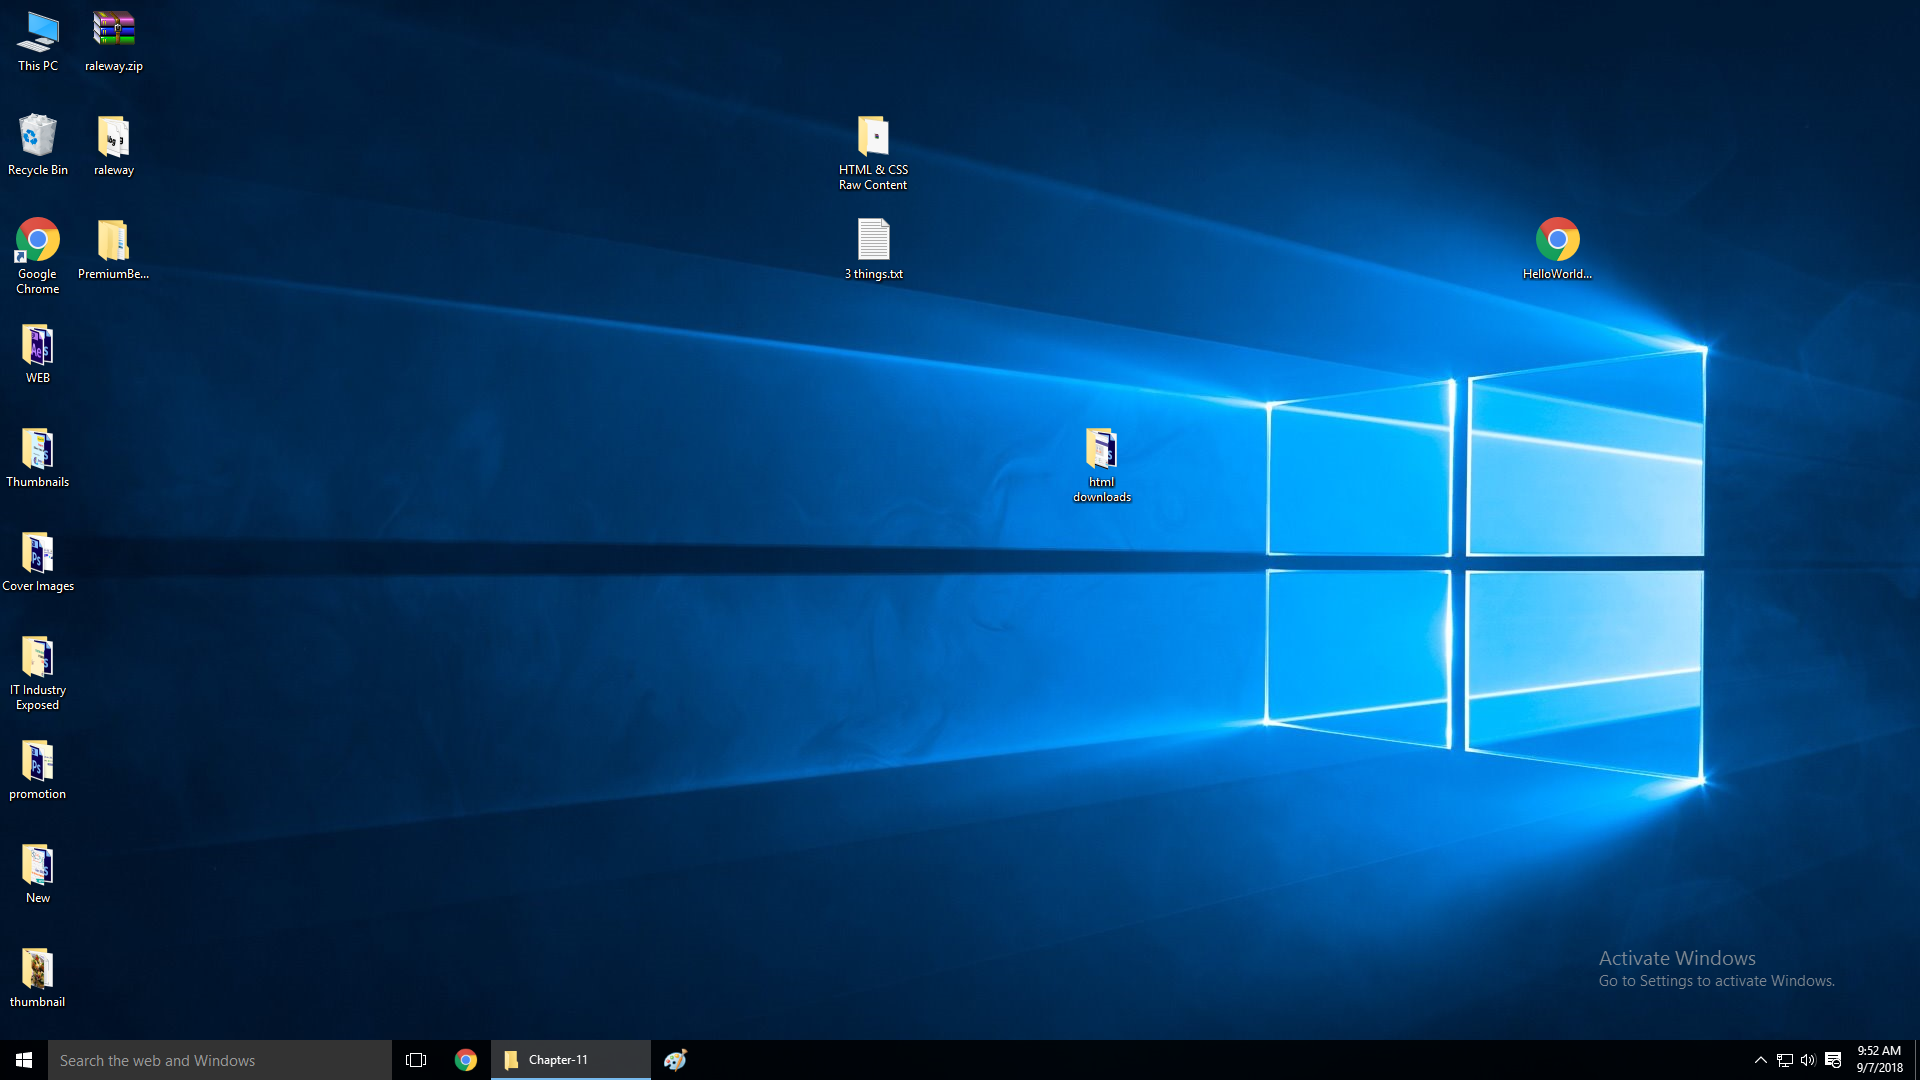 This PC
raleway.zip
Recycle Bin
raleway
HTML & CSS
Raw Content
Google
Chrome
PremiumBe...
3 things.txt
HelloWorld...
WEB
Thumbnails
html
downloads
Cover Images
IT Industry
Exposed
promotion
New
thumbnail
Activate Windows
Go to Settings to activate Windows.
Search the web and Windows
Chapter-11
9:52 AM
9/7/2018